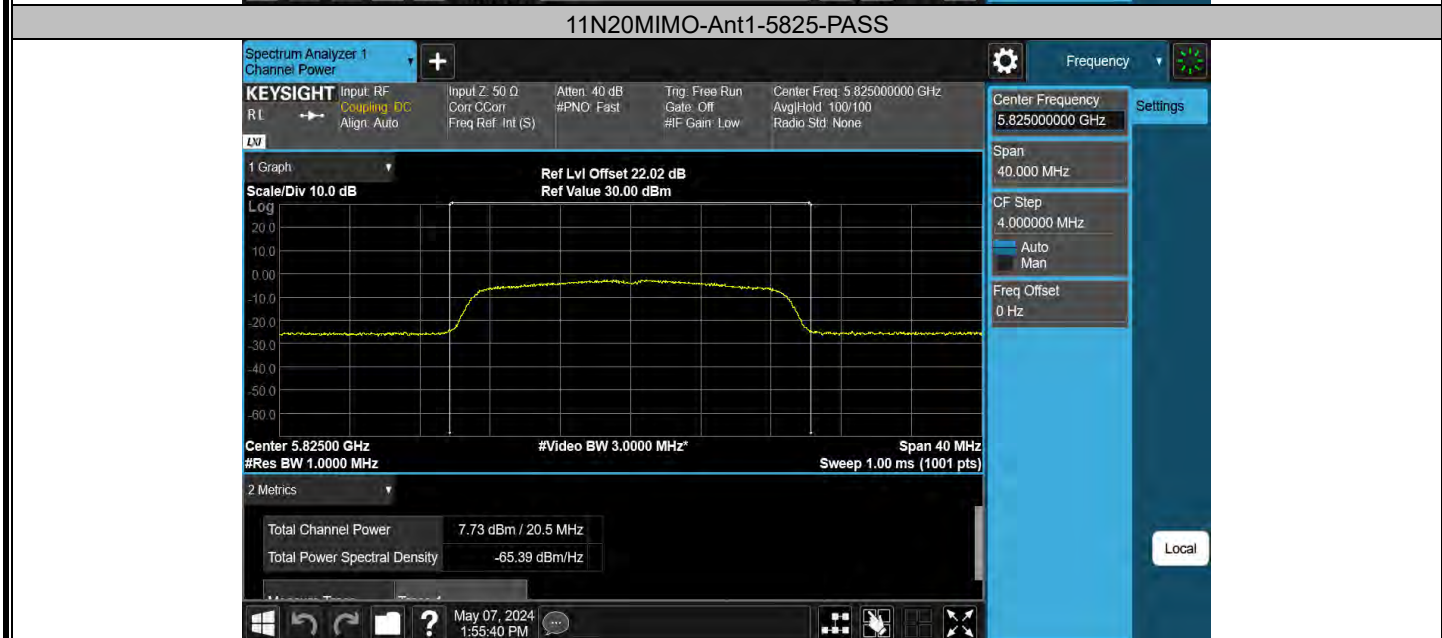 11N20MIMO-Ant1-5825-PASS
Spectrum Analyzer 1
Channel Power
Frequency
KEYSIGHT
RL
LXI
Input: RF
Coupling: DC
Align: Auto
Input Z: 50 Ω
Corr CCorr
Freq Ref: Int (S)
Atten: 40 dB
#PNO: Fast
Trig: Free Run
Gate: Off
#IF Gain: Low
Center Freq: 5.825000000 GHz
Avg|Hold: 100/100
Radio Std: None
Center Frequency
5.825000000 GHz
Settings
Span
40.000 MHz
CF Step
4.000000 MHz
Auto
Man
Freq Offset
0 Hz
1 Graph
Scale/Div 10.0 dB
Ref Lvl Offset 22.02 dB
Ref Value 30.00 dBm
Log
20.0
10.0
0.00
-10.0
-20.0
-30.0
-40.0
-50.0
-60.0
Center 5.82500 GHz
#Video BW 3.0000 MHz*
Span 40 MHz
#Res BW 1.0000 MHz
Sweep 1.00 ms (1001 pts)
2 Metrics
Total Channel Power 7.73 dBm / 20.5 MHz
Total Power Spectral Density -65.39 dBm/Hz
Local
?
May 07, 2024
1:55:40 PM